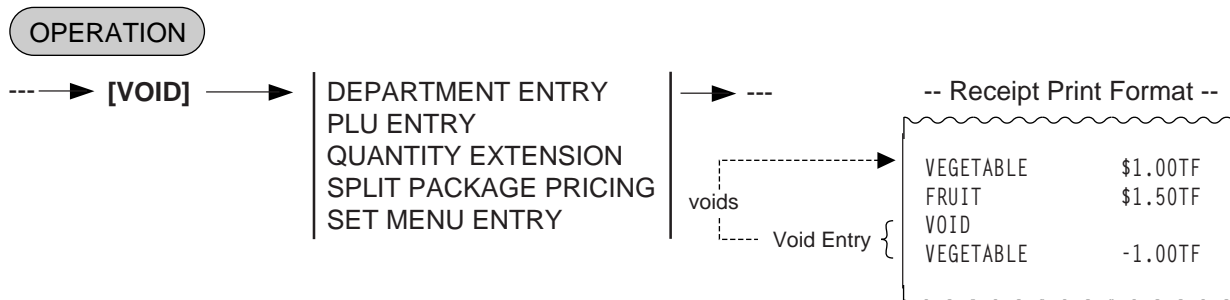 OPERATION
--- [VOID] DEPARTMENT ENTRY ---
PLU ENTRY
QUANTITY EXTENSION
SPLIT PACKAGE PRICING
SET MENU ENTRY
voids
Void Entry
-- Receipt Print Format --
VEGETABLE $1.00TF
FRUIT $1.50TF
VOID
VEGETABLE -1.00TF